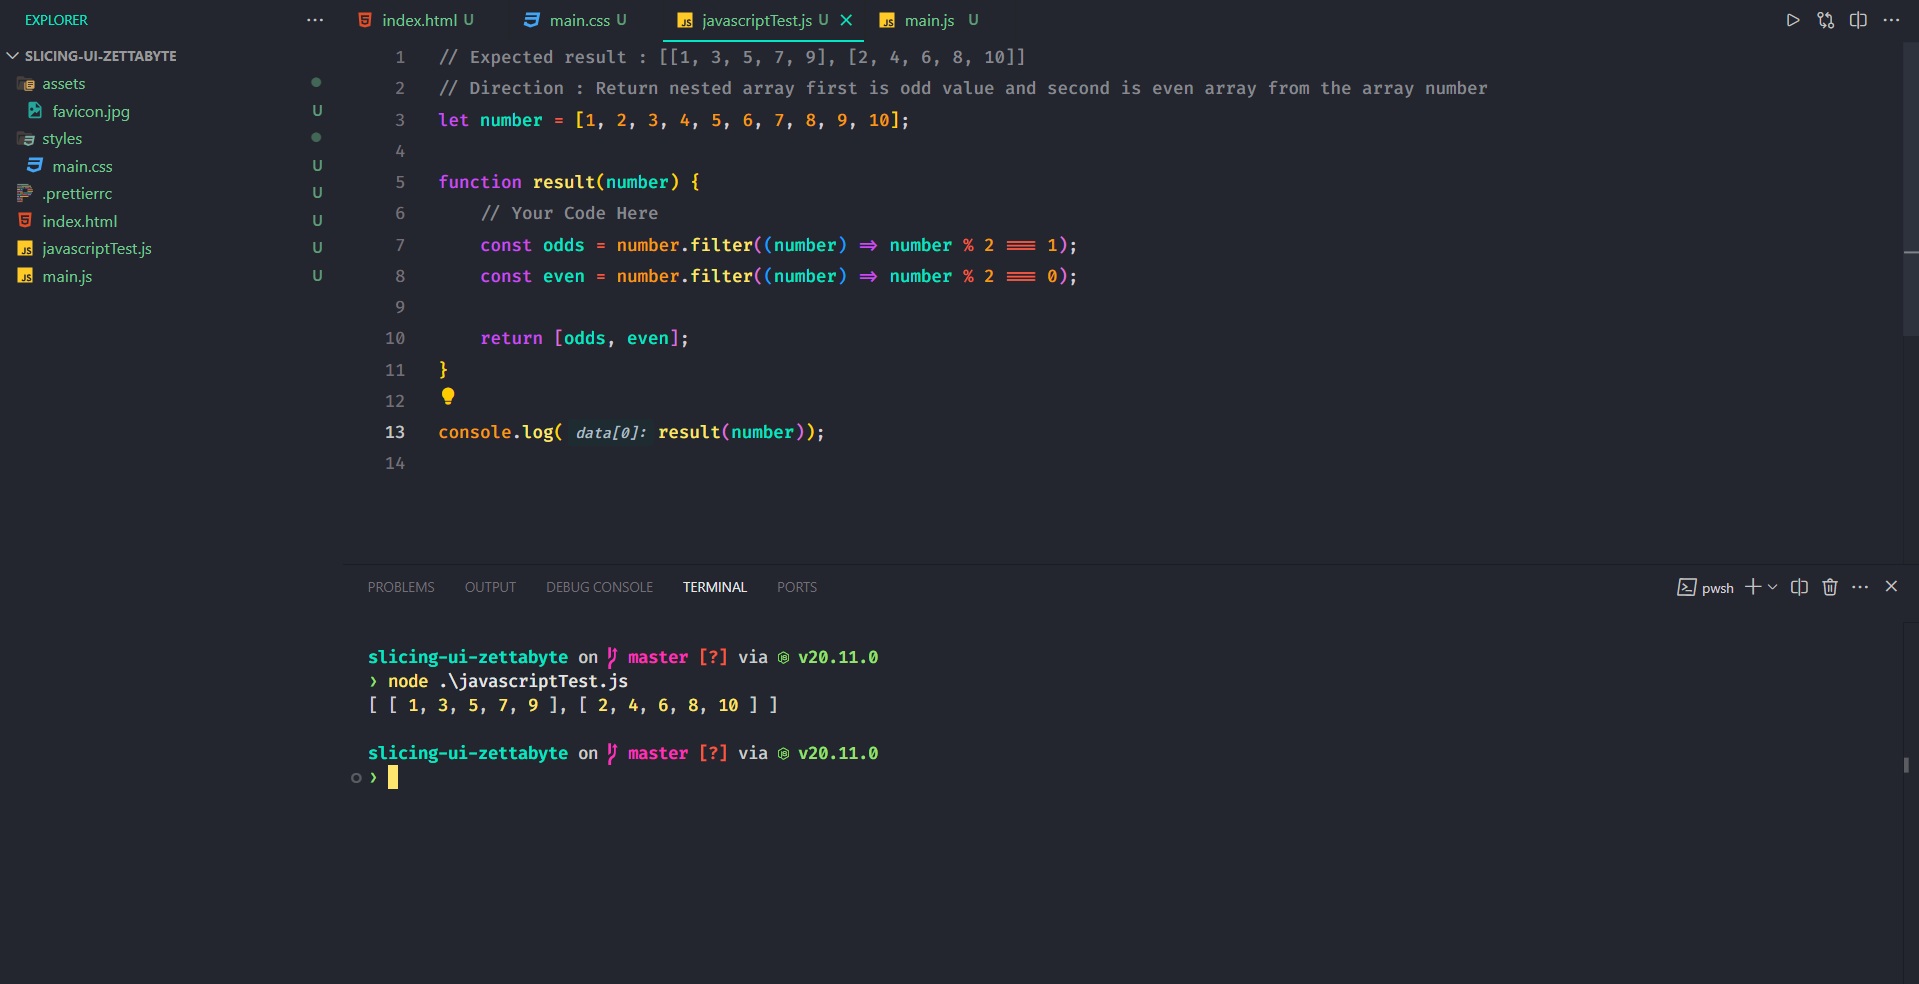 EXPLORER ...
index.html U main.css U javascriptTest.js U main.js U
SLICING-UI-ZETTABYTE
assets
favicon.jpg U
styles
main.css U
.prettierrc U
index.html U
javascriptTest.js U
main.js U
1 // Expected result : [[1, 3, 5, 7, 9], [2, 4, 6, 8, 10]]
2 // Direction : Return nested array first is odd value and second is even array from the array number
3 let number = [1, 2, 3, 4, 5, 6, 7, 8, 9, 10];
4
5 function result(number) {
6 // Your Code Here
7 const odds = number.filter((number) => number % 2 === 1);
8 const even = number.filter((number) => number % 2 === 0);
9
10 return [odds, even];
11 }
12
13 console.log( data[0]: result(number));
14
PROBLEMS OUTPUT DEBUG CONSOLE TERMINAL PORTS
pwsh
slicing-ui-zettabyte on master [?] via v20.11.0
❯ node .\javascriptTest.js
[ [ 1, 3, 5, 7, 9 ], [ 2, 4, 6, 8, 10 ] ]
slicing-ui-zettabyte on master [?] via v20.11.0
❯